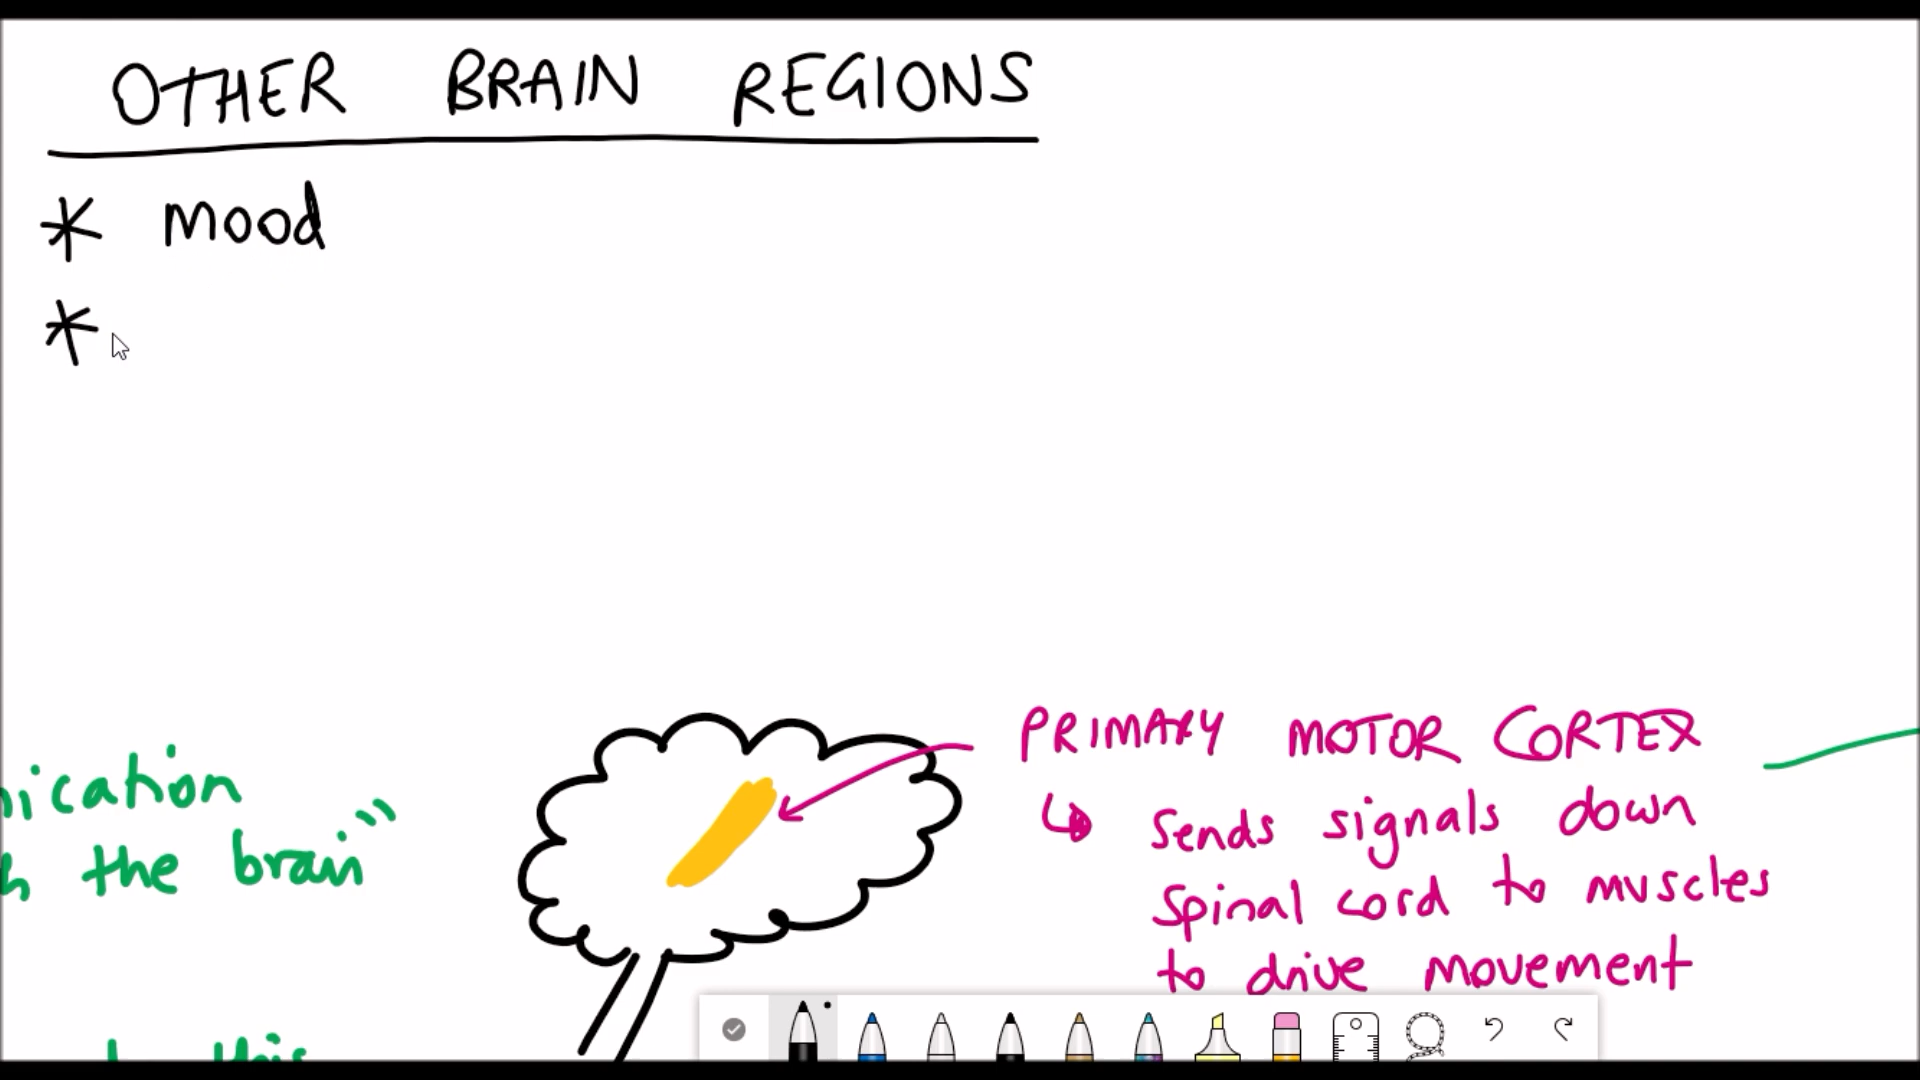 OTHER BRAIN REGIONS
* mood
*
PRIMARY MOTOR CORTEX
↳ sends signals down
spinal cord to muscles
to drive movement
the brain"
this